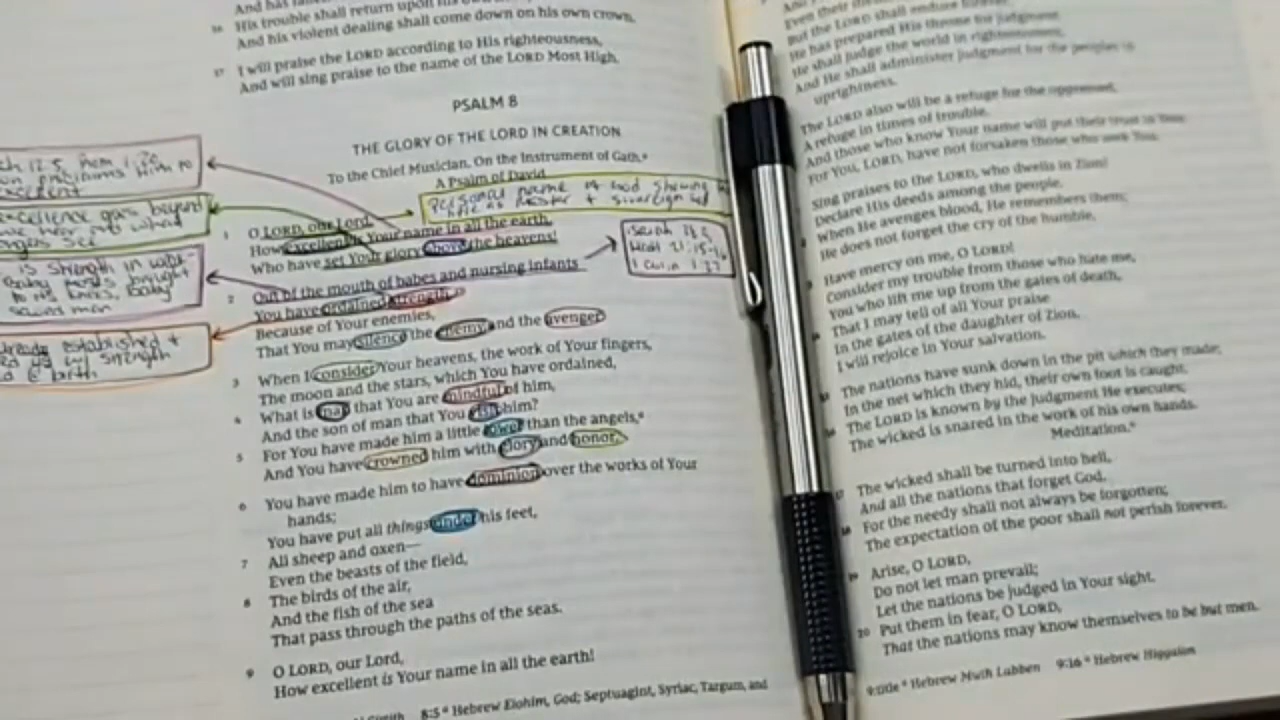 His trouble shall return upon his own
And his violent dealing shall come down on his own crown.
17 I will praise the LORD according to His righteousness,
And will sing praise to the name of the LORD Most High.
PSALM 8
THE GLORY OF THE LORD IN CREATION
To the Chief Musician. On the Instrument of Gath.*
A Psalm of David.
Personal name of God showing
1 O LORD, our Lord,
How excellent is Your name in all the earth,
Who have set Your glory above the heavens!
2 Out of the mouth of babes and nursing infants
You have ordained strength,
Because of Your enemies,
That You may silence the enemy and the avenger.
3 When I consider Your heavens, the work of Your fingers,
The moon and the stars, which You have ordained,
4 What is man that You are mindful of him,
And the son of man that You visit him?
5 For You have made him a little lower than the angels,*
And You have crowned him with glory and honor.
6 You have made him to have dominion over the works of Your
hands;
You have put all things under his feet,
7 All sheep and oxen—
Even the beasts of the field,
8 The birds of the air,
And the fish of the sea
That pass through the paths of the seas.
9 O LORD, our Lord,
How excellent is Your name in all the earth!
8:5 * Hebrew Elohim, God; Septuagint, Syriac, Targum, and
excellence goes beyond
is strength in
saved man
established +
strength
@ birth
But the LORD shall endure forever;
He has prepared His throne for judgment.
He shall judge the world in righteousness,
And He shall administer judgment for the peoples in
uprightness.
The LORD also will be a refuge for the oppressed,
A refuge in times of trouble.
And those who know Your name will put their trust in You;
For You, LORD, have not forsaken those who seek You.
Sing praises to the LORD, who dwells in Zion!
Declare His deeds among the people.
When He avenges blood, He remembers them;
He does not forget the cry of the humble.
Have mercy on me, O LORD!
Consider my trouble from those who hate me,
You who lift me up from the gates of death,
That I may tell of all Your praise
In the gates of the daughter of Zion.
I will rejoice in Your salvation.
The nations have sunk down in the pit which they made;
In the net which they hid, their own foot is caught.
The LORD is known by the judgment He executes;
The wicked is snared in the work of his own hands.
Meditation.*
17 The wicked shall be turned into hell,
And all the nations that forget God.
18 For the needy shall not always be forgotten;
The expectation of the poor shall not perish forever.
19 Arise, O LORD,
Do not let man prevail;
Let the nations be judged in Your sight.
20 Put them in fear, O LORD,
That the nations may know themselves to be but men.
9:title * Hebrew Muth Labben 9:16 * Hebrew Higgaion